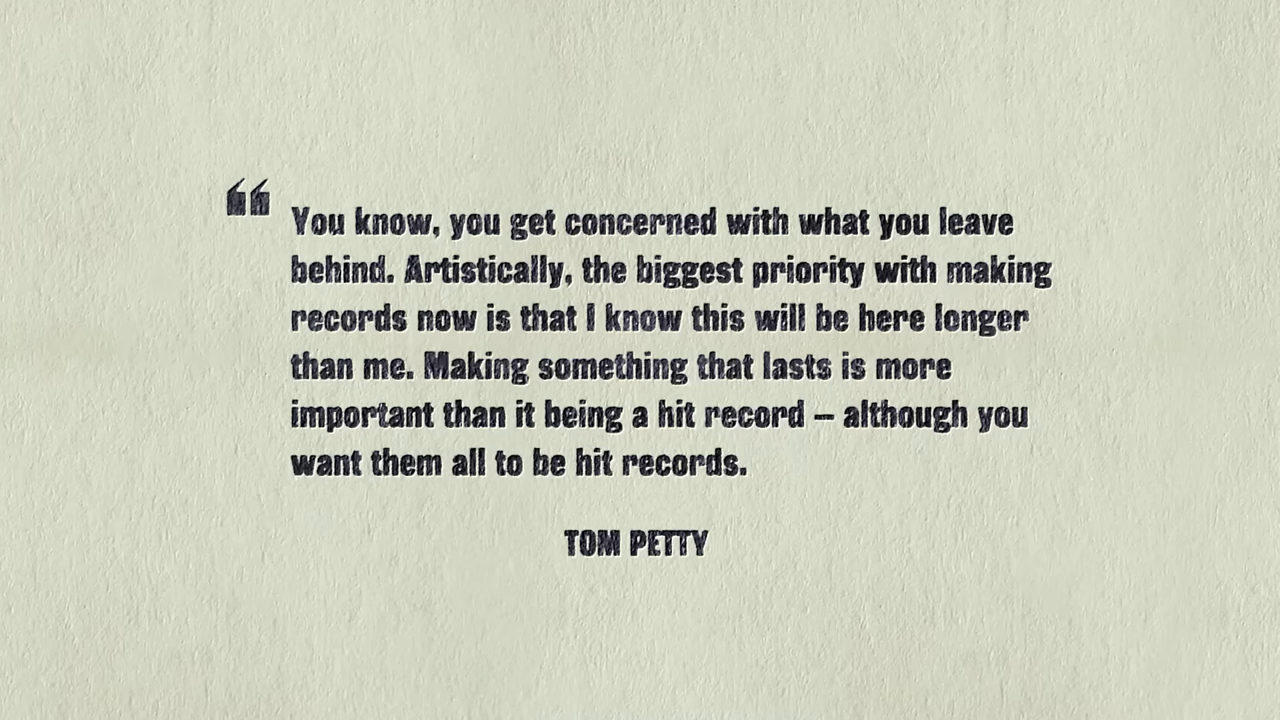 “ You know, you get concerned with what you leave
behind. Artistically, the biggest priority with making
records now is that I know this will be here longer
than me. Making something that lasts is more
important than it being a hit record – although you
want them all to be hit records.
TOM PETTY